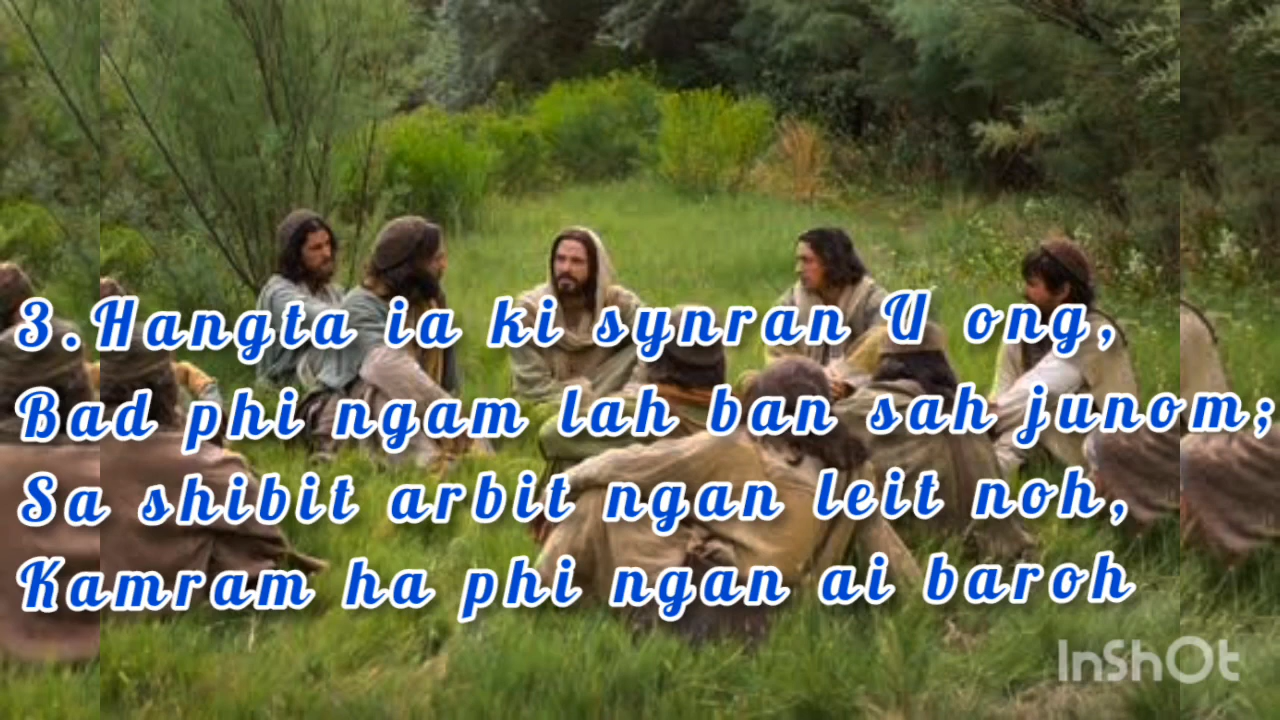 3.Hangta ia ki synran U ong,
Bad phi ngam lah ban sah junom;
Sa shibit arbit ngan leit noh,
Kamram ha phi ngan ai baroh
InShOt